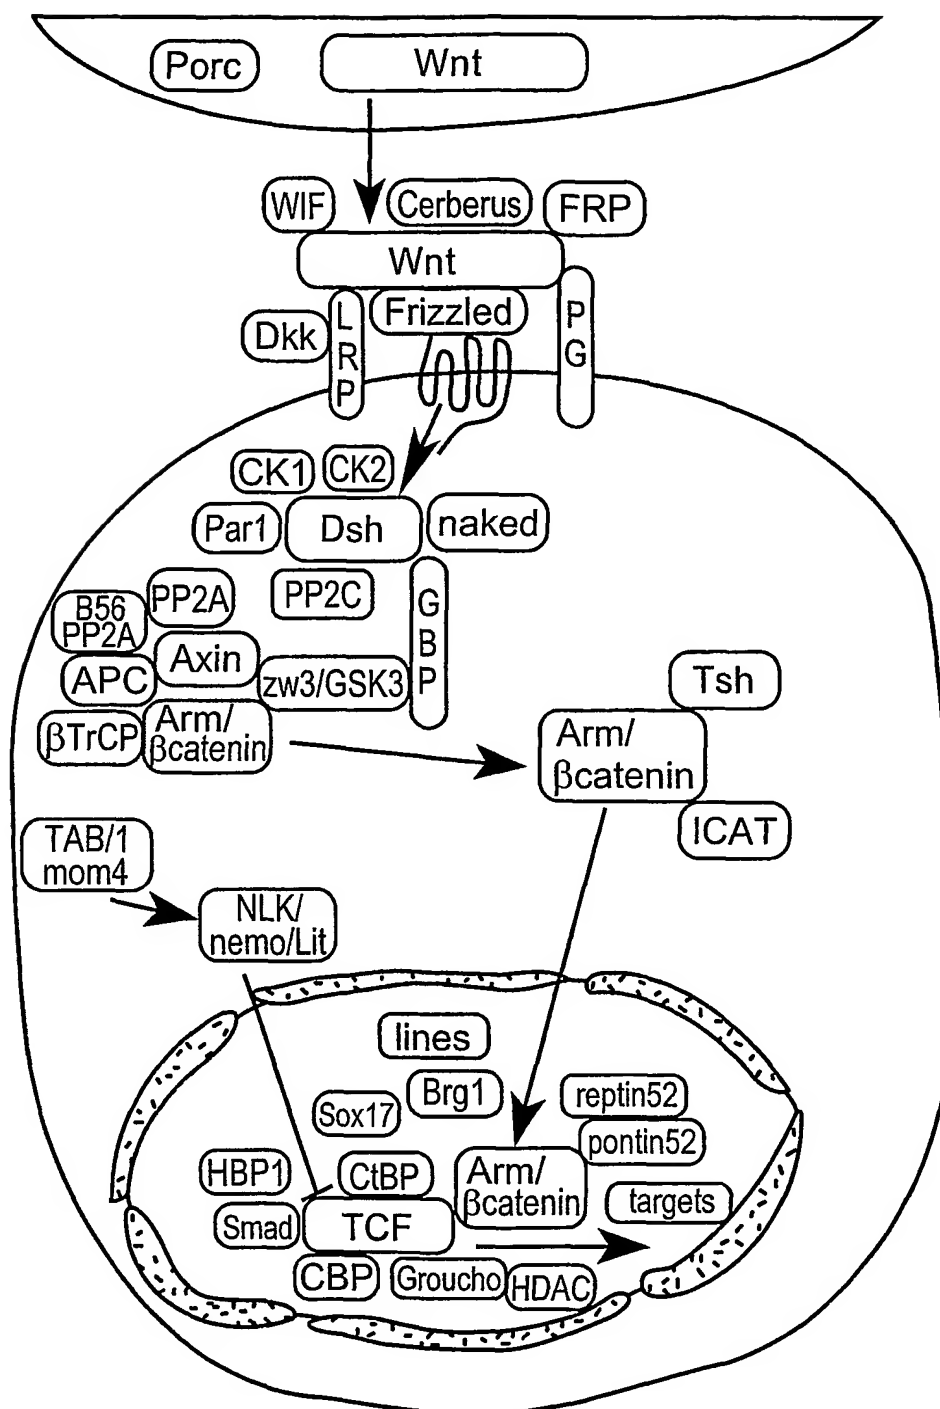 Porc
Wnt
WIF
Cerberus
FRP
Wnt
Frizzled
L
R
P
P
G
Dkk
CK1
CK2
Par1
Dsh
naked
PP2A
PP2C
B56
PP2A
G
B
P
Axin
APC
zw3/GSK3
Tsh
βTrCP
Arm/
βcatenin
Arm/
βcatenin
ICAT
TAB/1
mom4
NLK/
nemo/Lit
lines
Brg1
Sox17
reptin52
pontin52
HBP1
CtBP
Arm/
βcatenin
targets
Smad
TCF
CBP
Groucho
HDAC